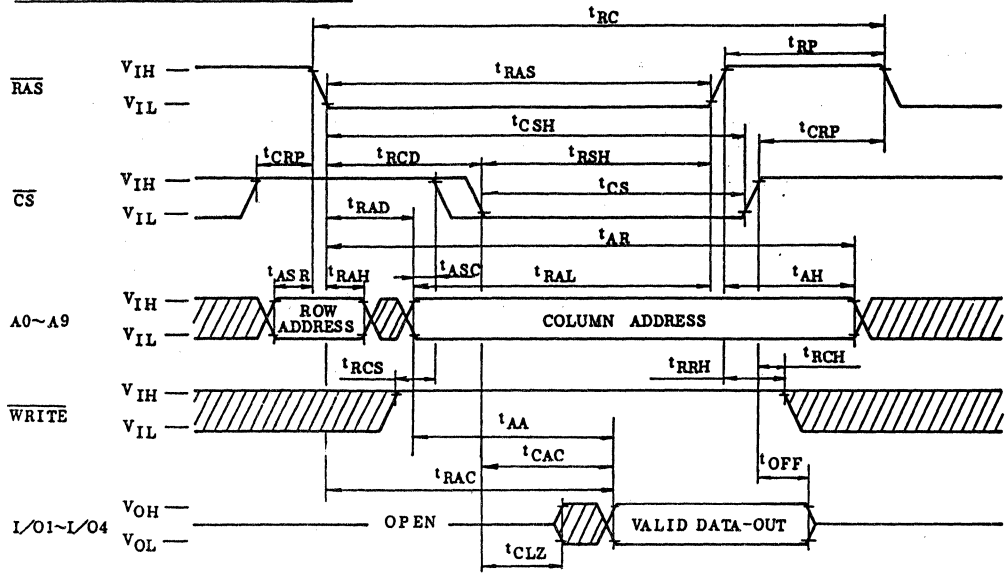 tRC
tRP
RAS
VIH
VIL
tRAS
tCSH
tCRP
tCRP
tRCD
tRSH
CS
VIH
VIL
tCS
tRAD
tAR
tASR
tRAH
tASC
tRAL
tAH
A0~A9
VIH
VIL
ROW
ADDRESS
COLUMN ADDRESS
tRCS
tRRH
tRCH
WRITE
VIH
VIL
tAA
tCAC
tRAC
tOFF
I/O1~I/O4
VOH
VOL
OPEN
VALID DATA-OUT
tCLZ